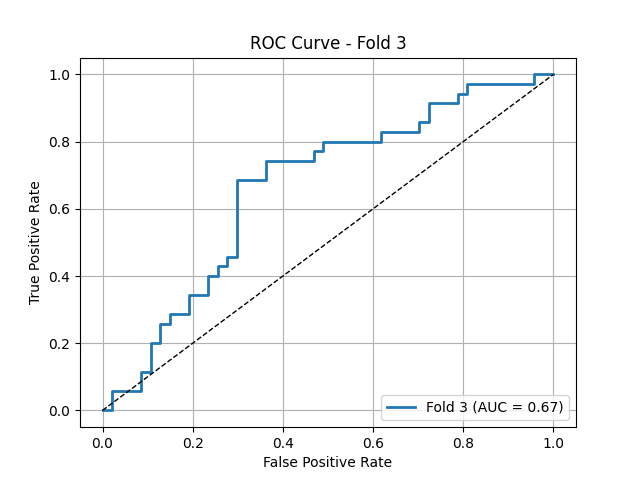 ROC Curve - Fold 3
True Positive Rate
1.0
0.8
0.6
0.4
0.2
0.0
Fold 3 (AUC = 0.67)
0.0 0.2 0.4 0.6 0.8 1.0
False Positive Rate